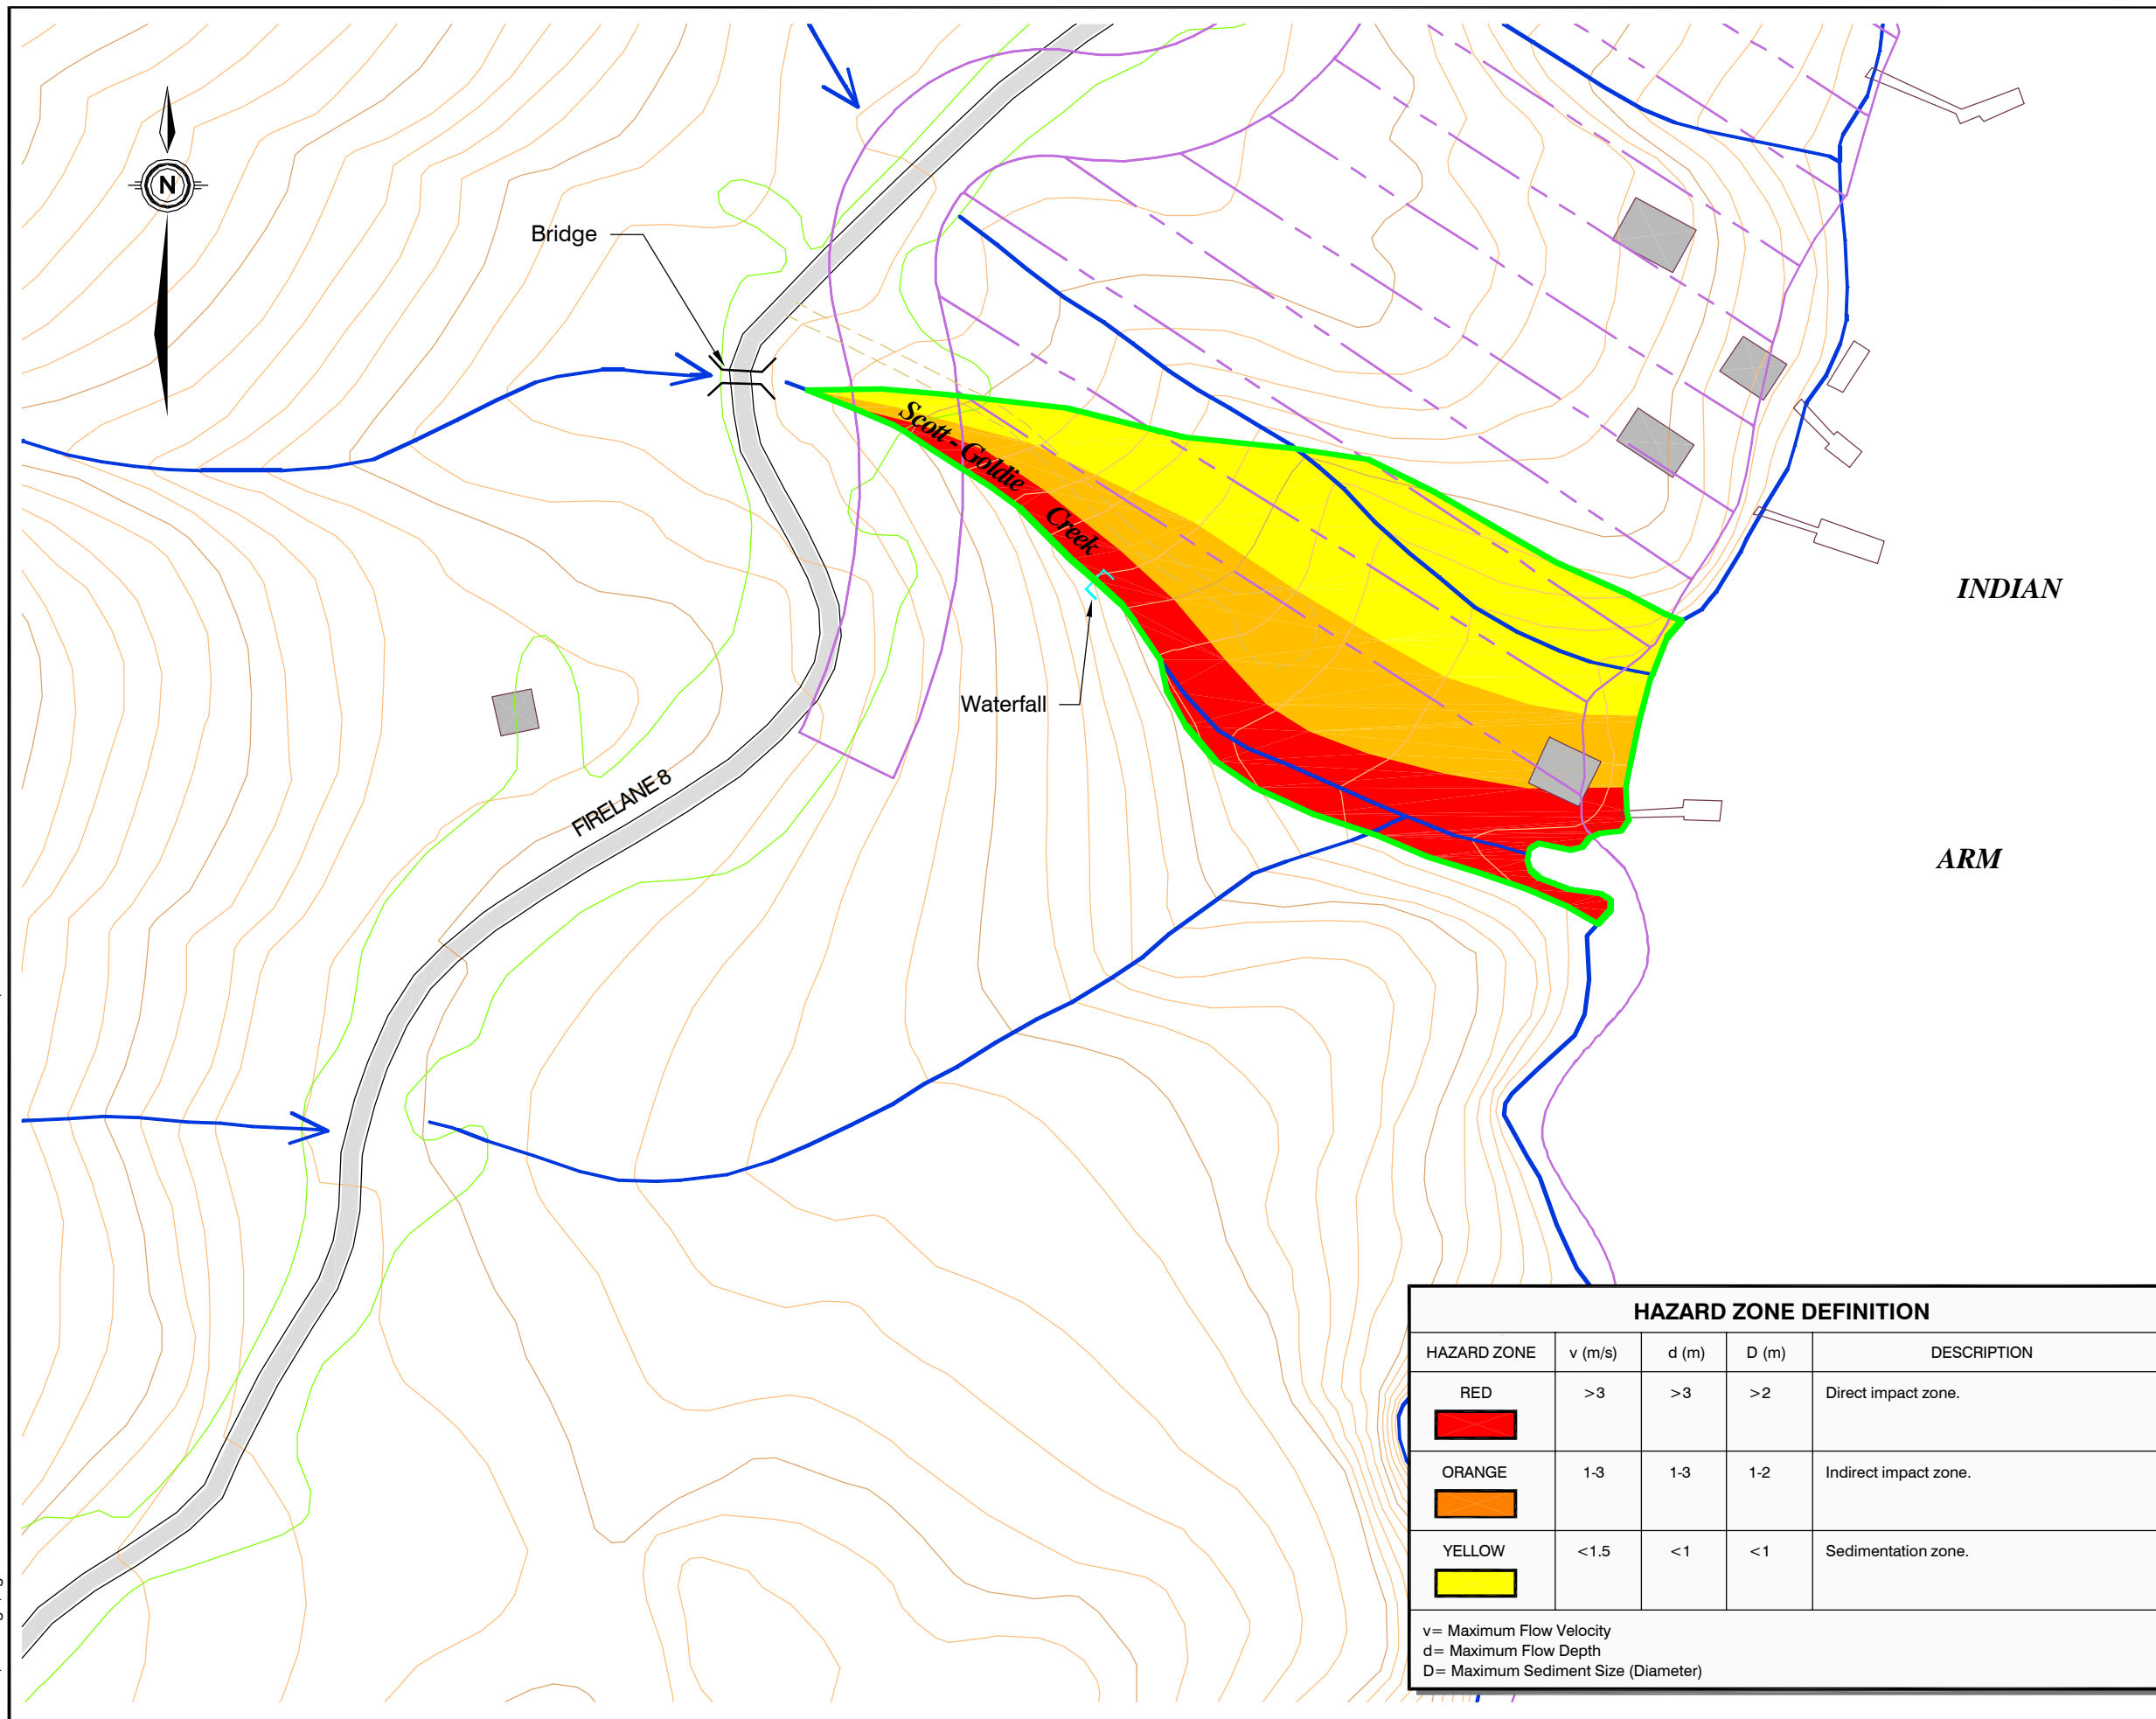 N
Bridge
Scott - Goldie
Creek
INDIAN
Waterfall
FIRELANE 8
ARM
HAZARD ZONE DEFINITION
HAZARD ZONE v (m/s) d (m) D (m) DESCRIPTION
RED >3 >3 >2 Direct impact zone.
ORANGE 1-3 1-3 1-2 Indirect impact zone.
YELLOW <1.5 <1 <1 Sedimentation zone.
v= Maximum Flow Velocity
d= Maximum Flow Depth
D= Maximum Sediment Size (Diameter)